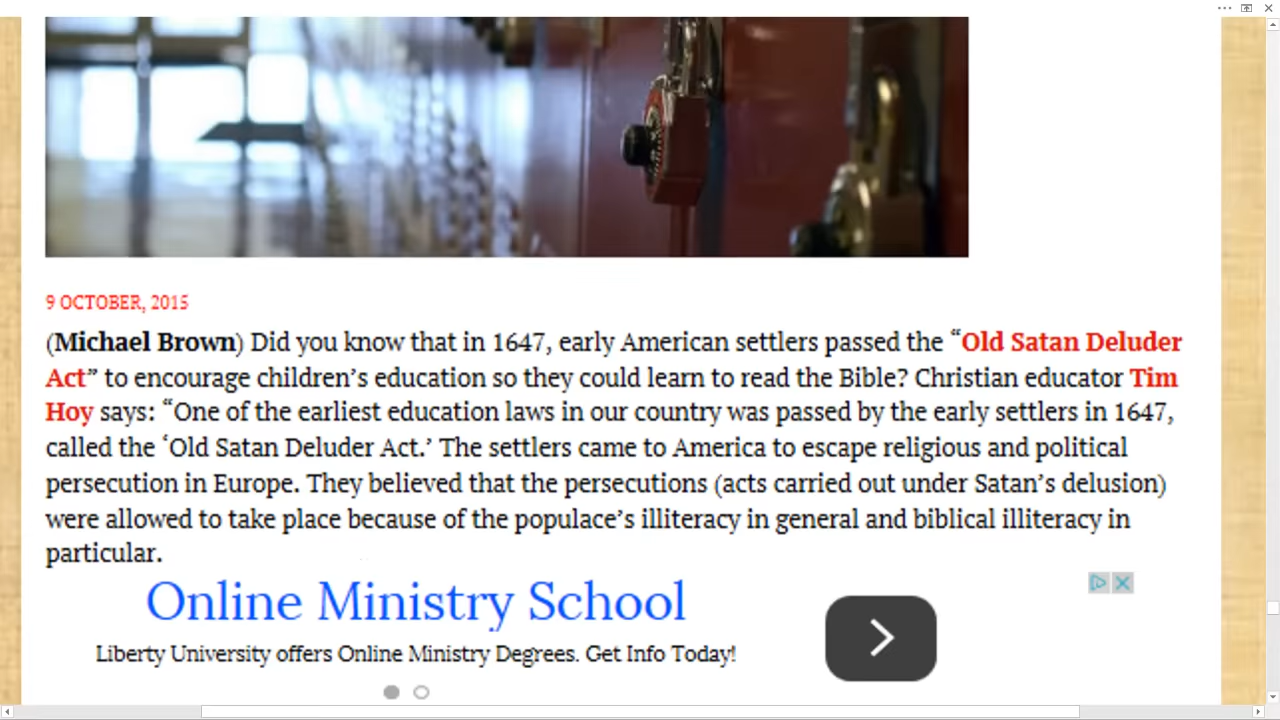 9 OCTOBER, 2015
(Michael Brown) Did you know that in 1647, early American settlers passed the “Old Satan Deluder
Act” to encourage children’s education so they could learn to read the Bible? Christian educator Tim
Hoy says: “One of the earliest education laws in our country was passed by the early settlers in 1647,
called the ‘Old Satan Deluder Act.’ The settlers came to America to escape religious and political
persecution in Europe. They believed that the persecutions (acts carried out under Satan’s delusion)
were allowed to take place because of the populace’s illiteracy in general and biblical illiteracy in
particular.
Online Ministry School
Liberty University offers Online Ministry Degrees. Get Info Today!